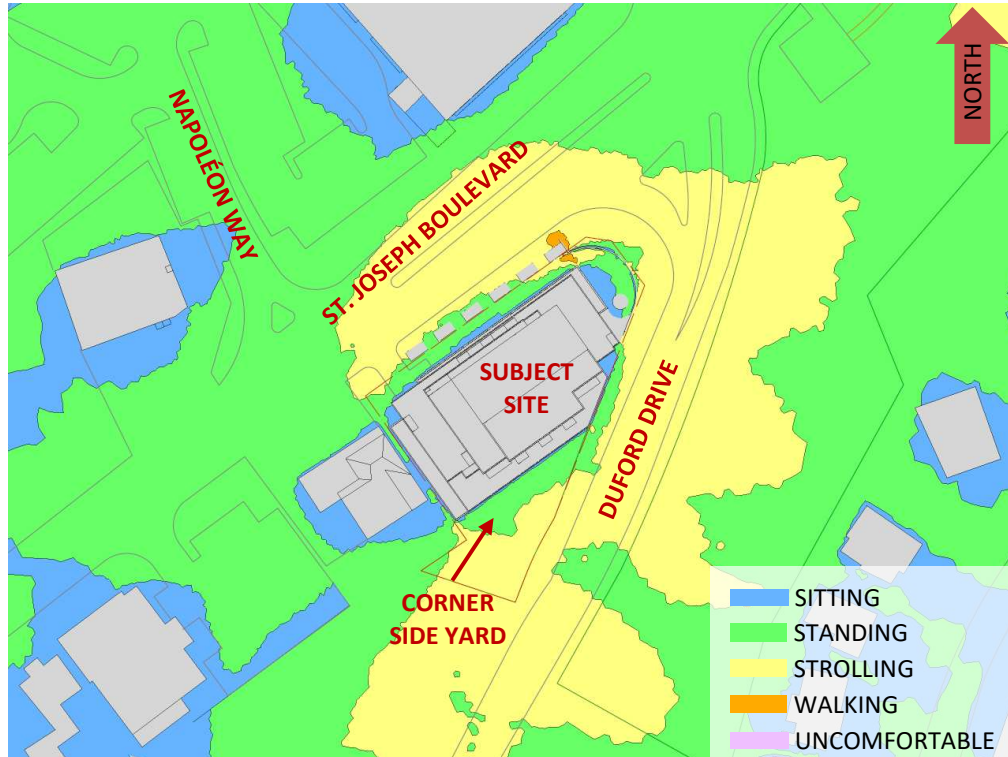 NORTH
NAPOLÉON WAY
ST. JOSEPH BOULEVARD
SUBJECT
SITE
DUFORD DRIVE
CORNER
SIDE YARD
SITTING
STANDING
STROLLING
WALKING
UNCOMFORTABLE